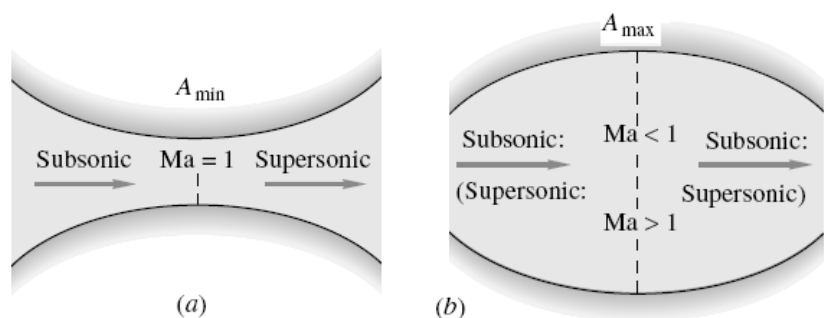 A min
Subsonic Ma = 1 Supersonic
(a)
A max
Subsonic: Ma < 1 Subsonic:
(Supersonic: Supersonic)
Ma > 1
(b)